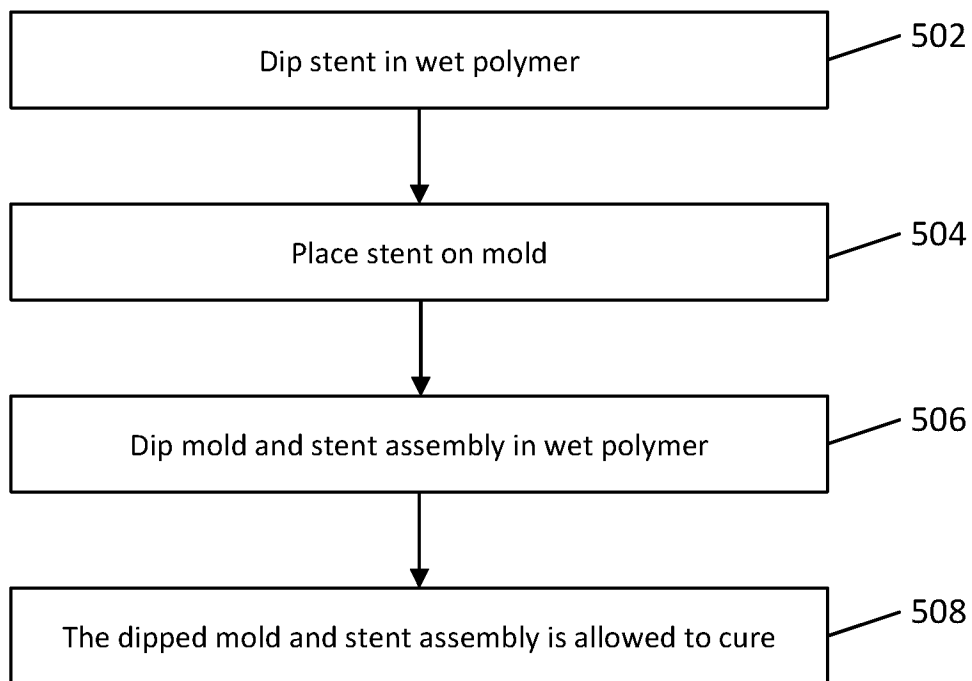 Dip stent in wet polymer
502
Place stent on mold
504
Dip mold and stent assembly in wet polymer
506
The dipped mold and stent assembly is allowed to cure
508